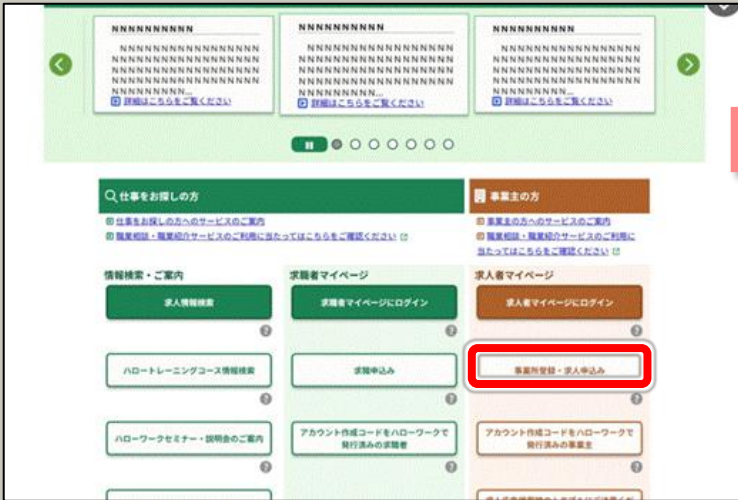 NNNNNNNNNN
NNNNNNNNNNNNNNNNN
NNNNNNNNNNNNNNNNNN
NNNNNNNNNNNNNNNNNN
NNNNNNNNNNNNNNNNNN
NNNNNNNNN...
詳細はこちらをご覧ください
NNNNNNNNNN
NNNNNNNNNNNNNNNNNN
NNNNNNNNNNNNNNNNNNN
NNNNNNNNNNNNNNNNNNN
NNNNNNNNNNNNNNNNNNN
NNNNNNNNNN...
詳細はこちらをご覧ください
NNNNNNNNNN
NNNNNNNNNNNNNNNNN
NNNNNNNNNNNNNNNNNN
NNNNNNNNNNNNNNNNNN
NNNNNNNNNNNNNNNNNN
NNNNNNNNN...
詳細はこちらをご覧ください
仕事をお探しの方
仕事をお探しの方へのサービスのご案内
職業相談・職業紹介サービスのご利用に当たってはこちらをご確認ください
事業主の方
事業主の方へのサービスのご案内
職業相談・職業紹介サービスのご利用に
当たってはこちらをご確認ください
情報検索・ご案内
求人情報検索
?
ハロートレーニングコース情報検索
?
ハローワークセミナー・説明会のご案内
?
求職者マイページ
求職者マイページにログイン
?
求職申込み
?
アカウント作成コードをハローワークで
発行済みの求職者
?
求人者マイページ
求人者マイページにログイン
?
事業所登録・求人申込み
?
アカウント作成コードをハローワークで
発行済みの事業主
?